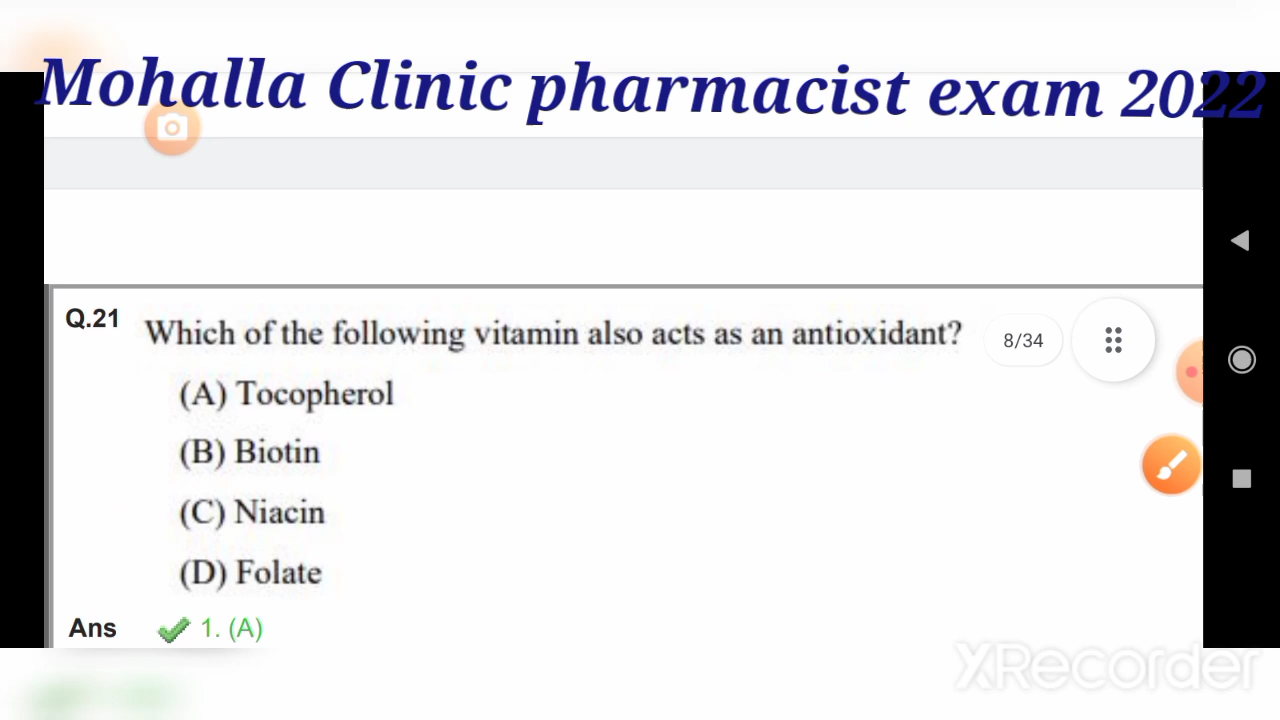 Mohalla Clinic pharmacist exam 2022
Q.21 Which of the following vitamin also acts as an antioxidant?
8/34
(A) Tocopherol
(B) Biotin
(C) Niacin
(D) Folate
Ans 1. (A)
XRecorder